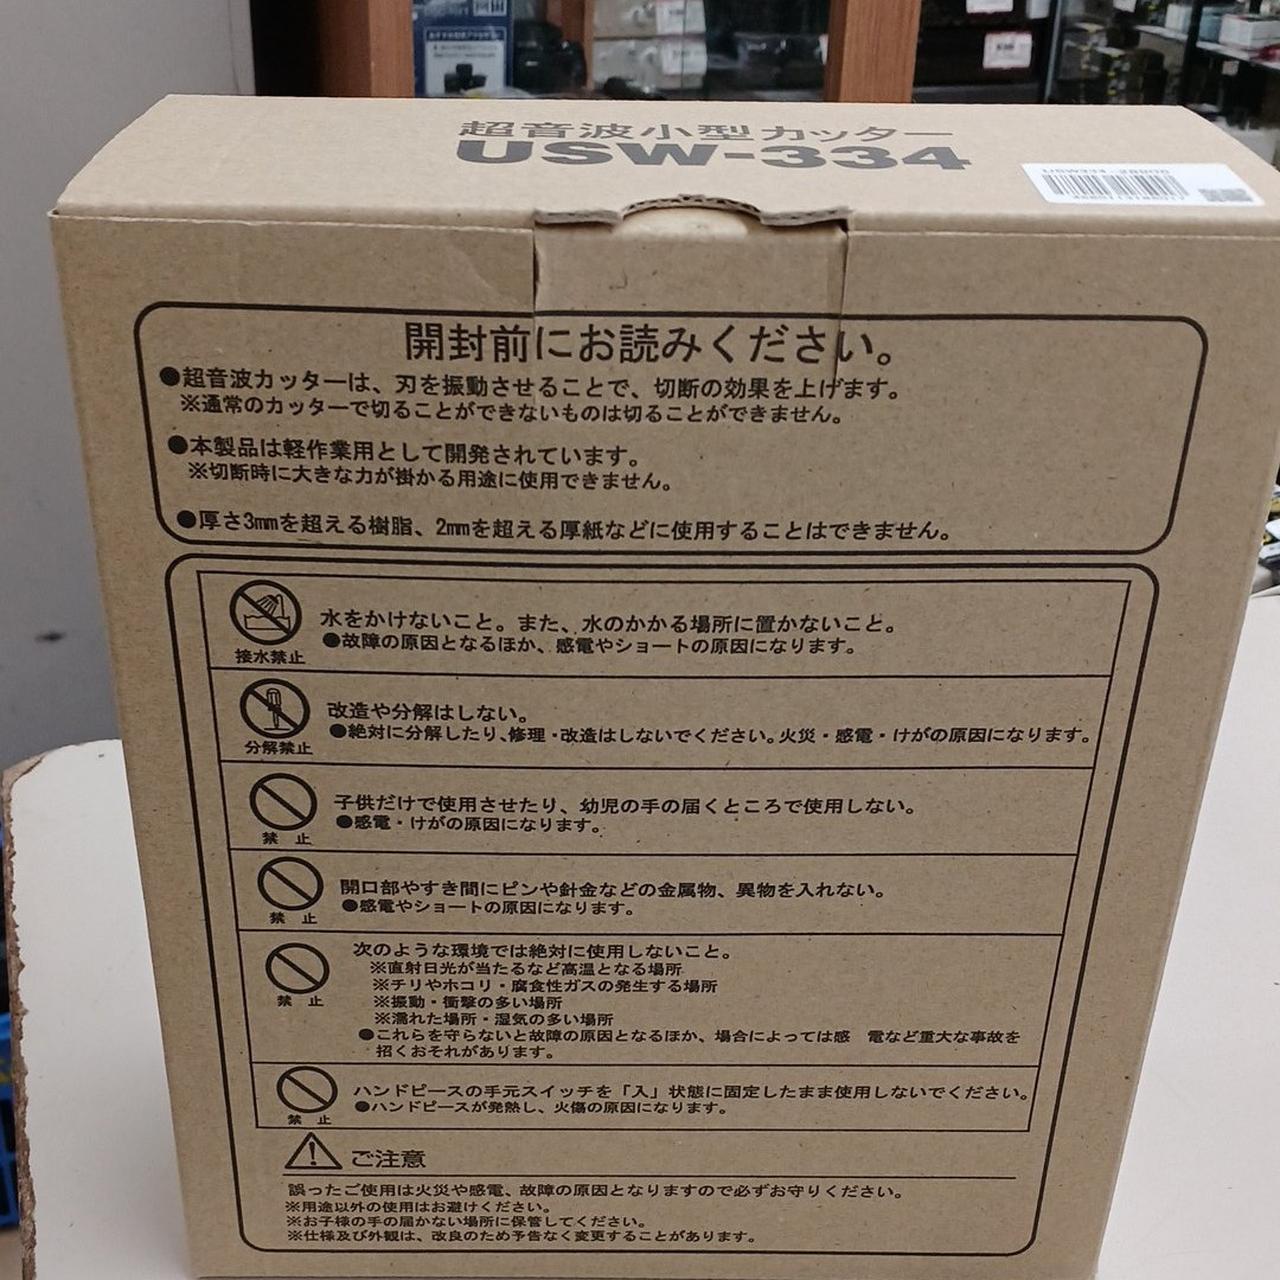 超音波小型カッター
USW-334
開封前にお読みください。
●超音波カッターは、刃を振動させることで、切断の効果を上げます。
※通常のカッターで切ることができないものは切ることができません。
●本製品は軽作業用として開発されています。
※切断時に大きな力が掛かる用途に使用できません。
●厚さ3mmを超える樹脂、2mmを超える厚紙などに使用することはできません。
水をかけないこと。また、水のかかる場所に置かないこと。
●故障の原因となるほか、感電やショートの原因になります。
接水禁止
改造や分解はしない。
●絶対に分解したり、修理・改造はしないでください。火災・感電・けがの原因になります。
分解禁止
子供だけで使用させたり、幼児の手の届くところで使用しない。
●感電・けがの原因になります。
禁 止
開口部やすき間にピンや針金などの金属物、異物を入れない。
●感電やショートの原因になります。
禁 止
次のような環境では絶対に使用しないこと。
※直射日光が当たるなど高温となる場所
※チリやホコリ・腐食性ガスの発生する場所
禁 止
※振動・衝撃の多い場所
※濡れた場所・湿気の多い場所
●これらを守らないと故障の原因となるほか、場合によっては感 電など重大な事故を
招くおそれがあります。
ハンドピースの手元スイッチを「入」状態に固定したまま使用しないでください。
●ハンドピースが発熱し、火傷の原因になります。
禁 止
ご注意
誤ったご使用は火災や感電、故障の原因となりますので必ずお守りください。
※用途以外の使用はお避けください。
※お子様の手の届かない場所に保管してください。
※仕様及び外観は、改良のため予告なく変更することがあります。